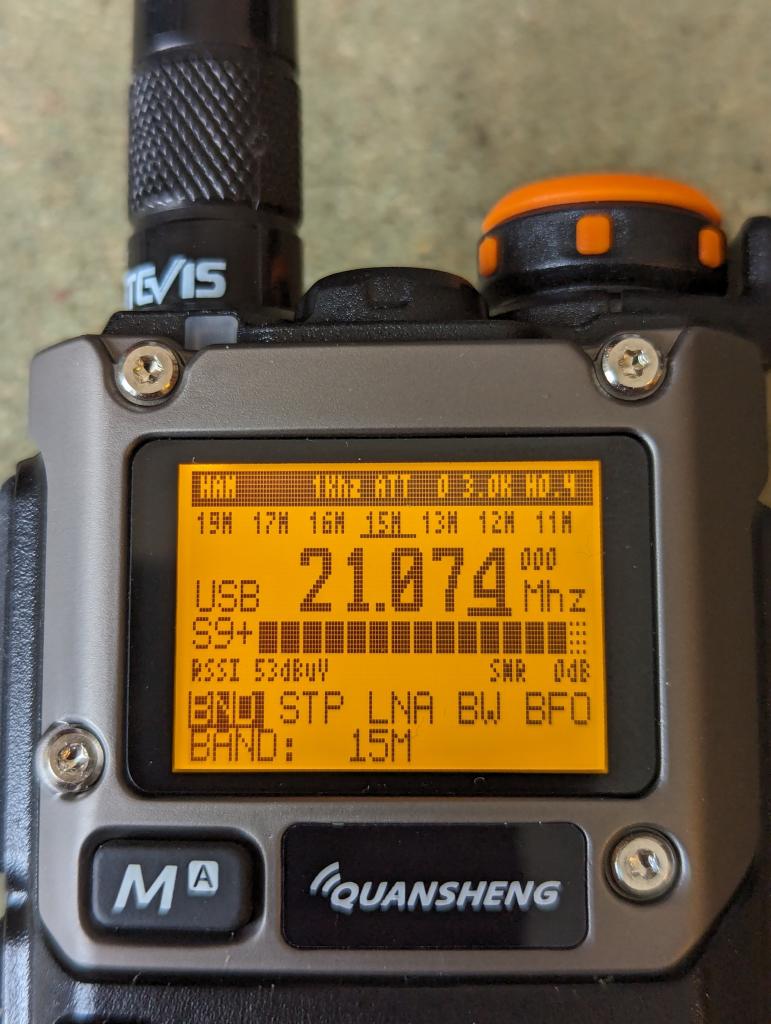 TEVIS
HAM 1Khz ATT 0 3.0K HD.4
19M 17M 16M 15M 13M 12M 11M
USB 21.074 000 Mhz
S9+
RSSI 53dBuV SNR 0dB
BND STP LNA BW BFO
BAND: 15M
M A QUANSHENG